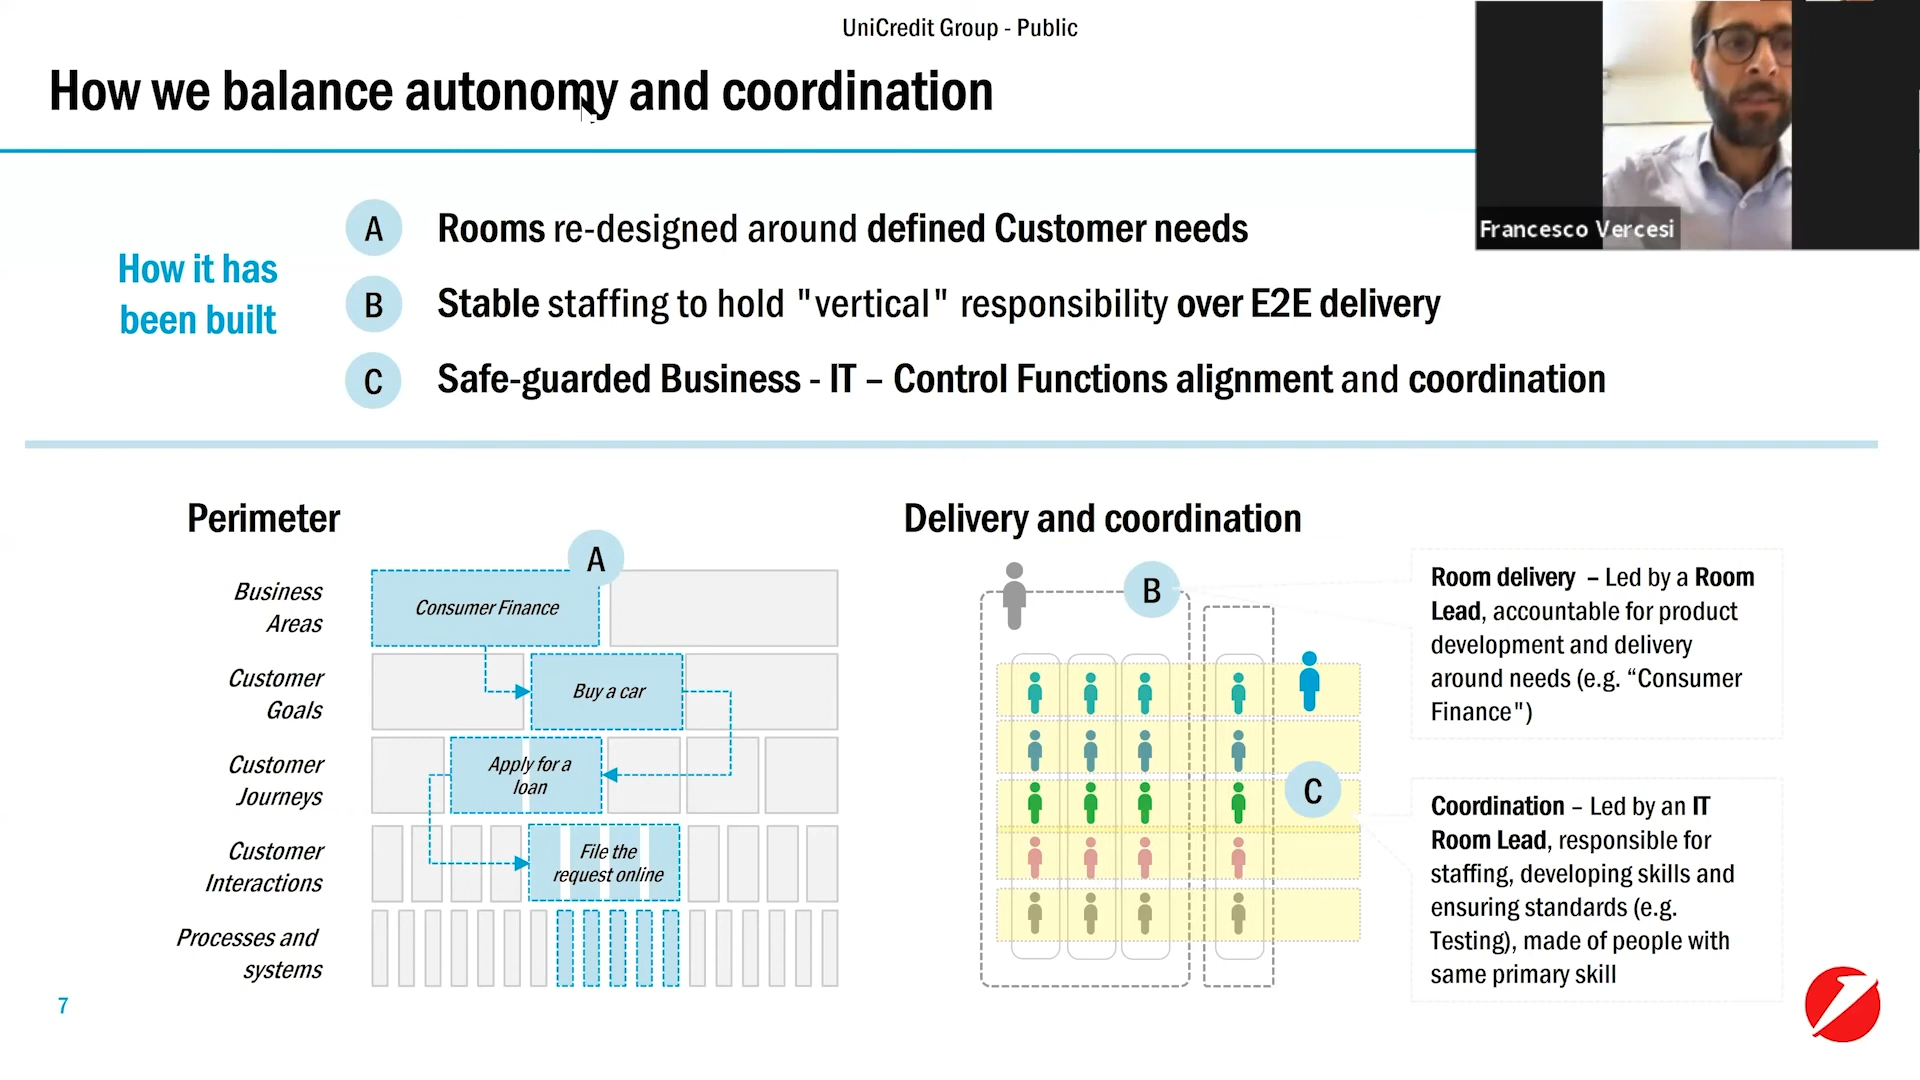 UniCredit Group - Public
How we balance autonomy and coordination
Francesco Vercesi
How it has
been built
A
Rooms re-designed around defined Customer needs
B
Stable staffing to hold "vertical" responsibility over E2E delivery
C
Safe-guarded Business - IT – Control Functions alignment and coordination
Perimeter
A
Business
Areas
Consumer Finance
Customer
Goals
Buy a car
Customer
Journeys
Apply for a
loan
Customer
Interactions
File the
request online
Processes and
systems
Delivery and coordination
B
C
Room delivery – Led by a Room
Lead, accountable for product
development and delivery
around needs (e.g. “Consumer
Finance")
Coordination – Led by an IT
Room Lead, responsible for
staffing, developing skills and
ensuring standards (e.g.
Testing), made of people with
same primary skill
7